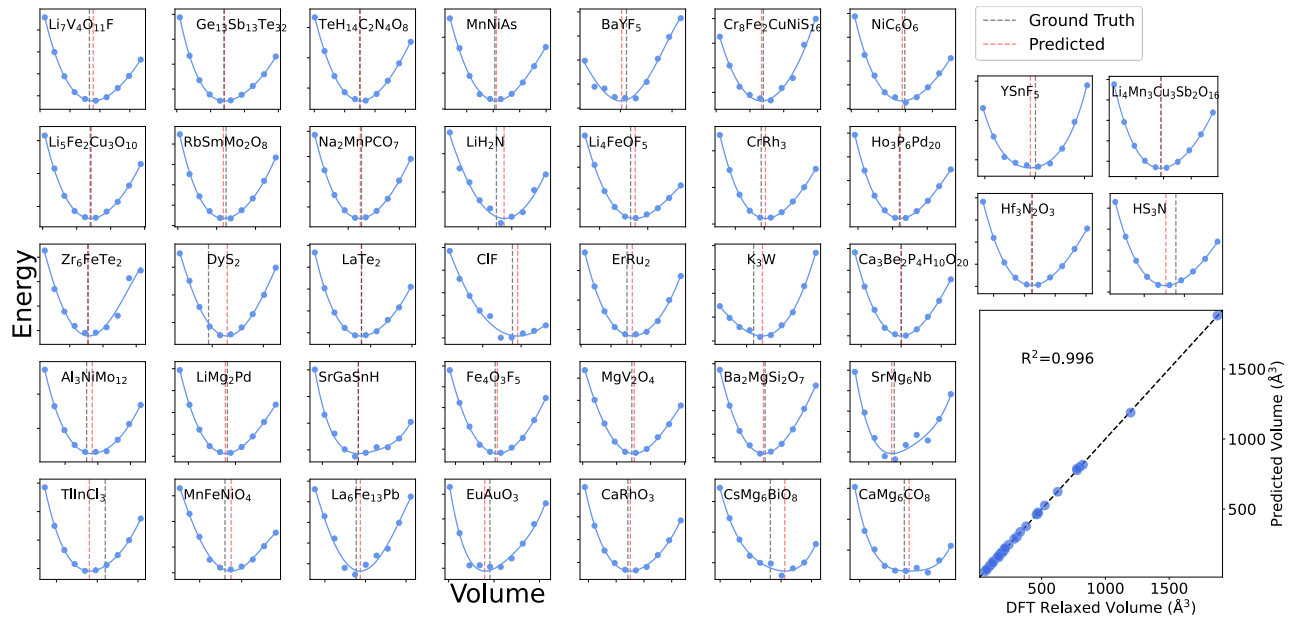 Li₇V₄O₁₁F
Ge₁₃Sb₁₃Te₃₂
TeH₁₄C₂N₄O₈
MnNiAs
BaYF₅
Cr₈Fe₂CuNiS₁₆
NiC₆O₆
Ground Truth
Predicted
YSnF₅
Li₄Mn₃Cu₃Sb₂O₁₆
Li₅Fe₂Cu₃O₁₀
RbSmMo₂O₈
Na₂MnPCO₇
LiH₂N
Li₄FeOF₅
CrRh₃
Ho₃P₆Pd₂₀
Hf₃N₂O₃
HS₃N
Energy
Zr₆FeTe₂
DyS₂
LaTe₂
ClF
ErRu₂
K₃W
Ca₃Be₂P₄H₁₀O₂₀
Al₃NiMo₁₂
LiMg₂Pd
SrGaSnH
Fe₄O₃F₅
MgV₂O₄
Ba₂MgSi₂O₇
SrMg₆Nb
TlInCl₃
MnFeNiO₄
La₆Fe₁₃Pb
EuAuO₃
CaRhO₃
CsMg₆BiO₈
CaMg₆CO₈
Volume
R²=0.996
1500
1000
500
Predicted Volume (Å³)
500
1000
1500
DFT Relaxed Volume (Å³)